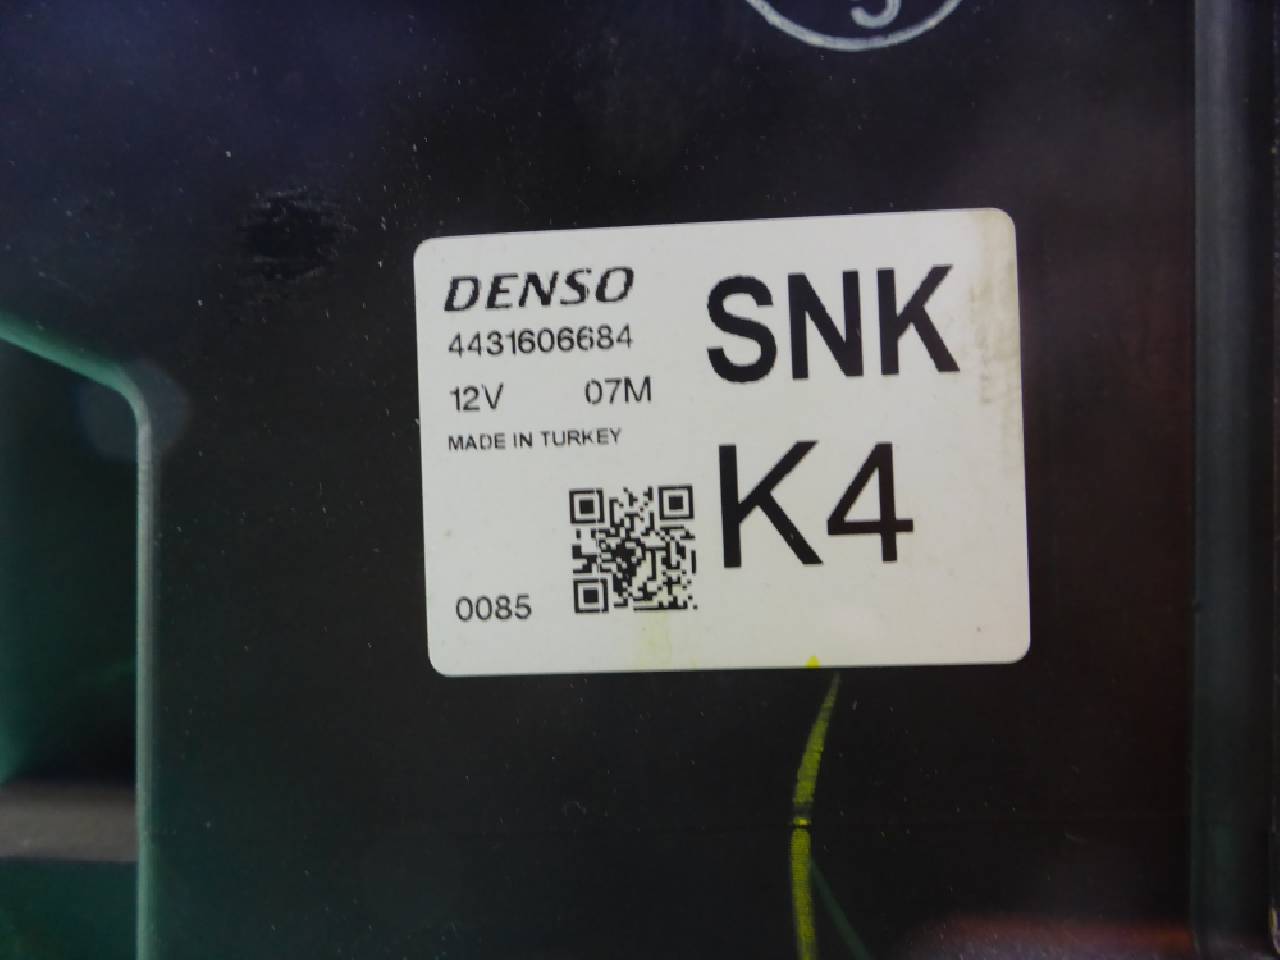 DENSO
4431606684
12V 07M
MADE IN TURKEY
0085
SNK
K4